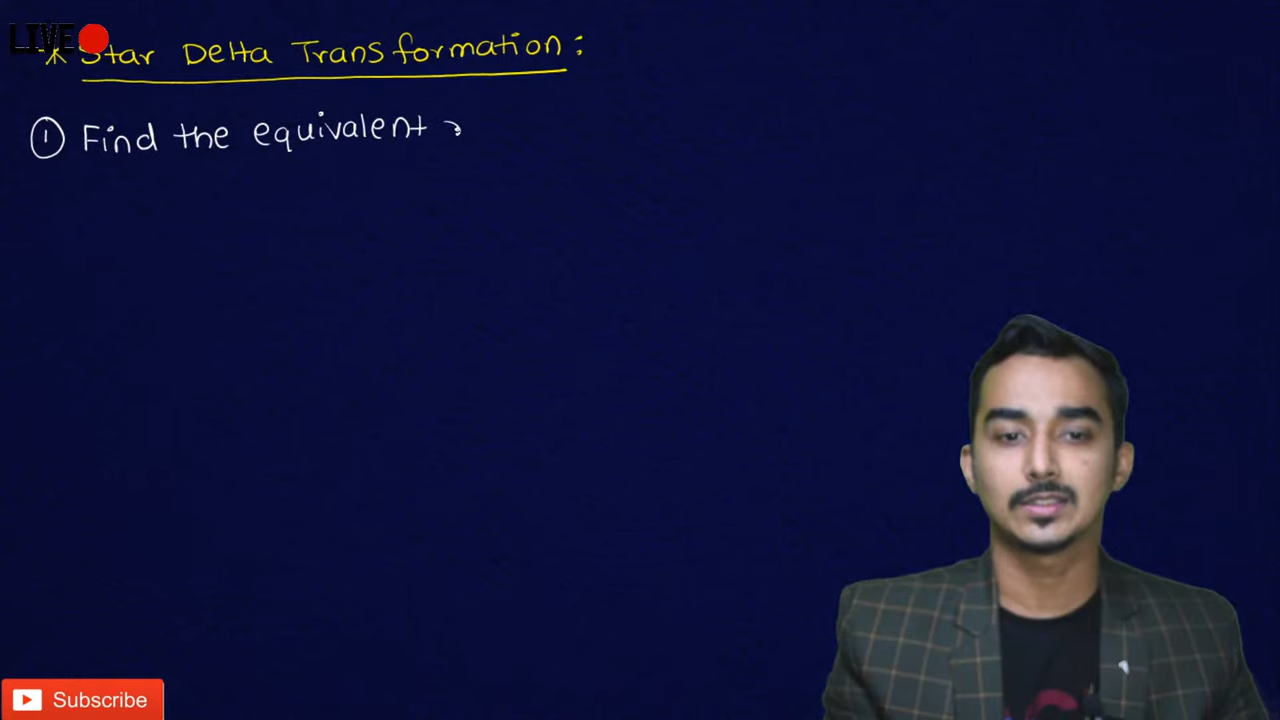 LIVE
* Star Delta Transformation :
① Find the equivalent
Subscribe